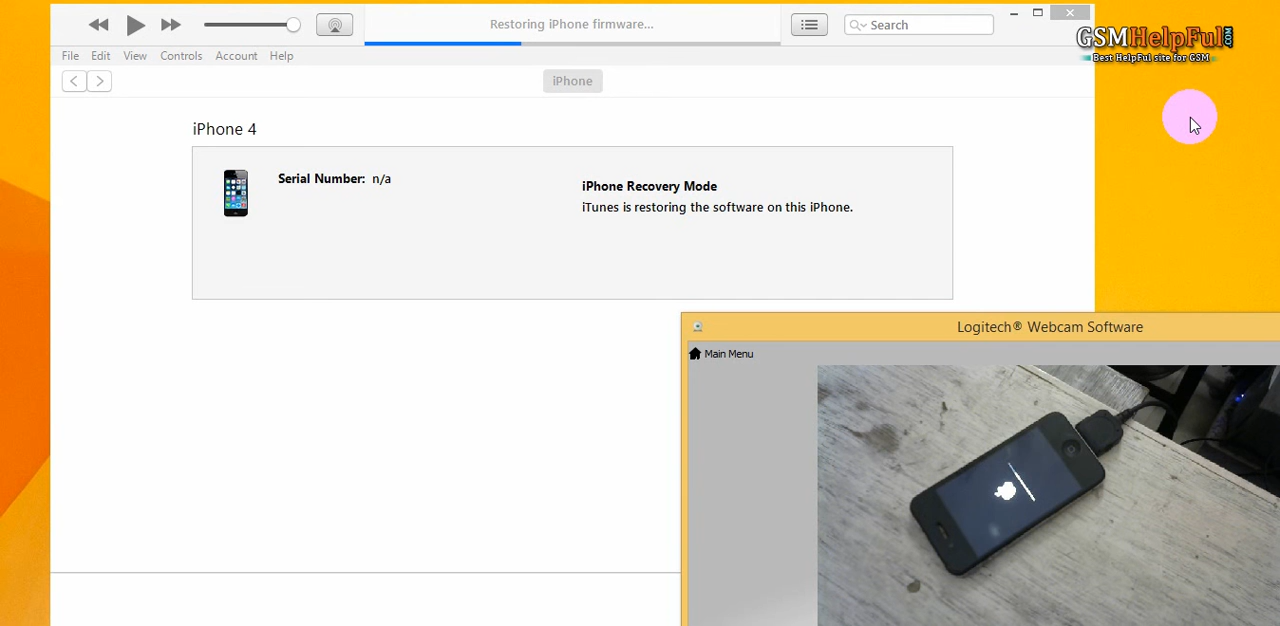 Restoring iPhone firmware...
Search
GSMHelpFul.COM
Best HelpFul site for GSM
File Edit View Controls Account Help
iPhone
iPhone 4
Serial Number: n/a
iPhone Recovery Mode
iTunes is restoring the software on this iPhone.
Logitech® Webcam Software
Main Menu